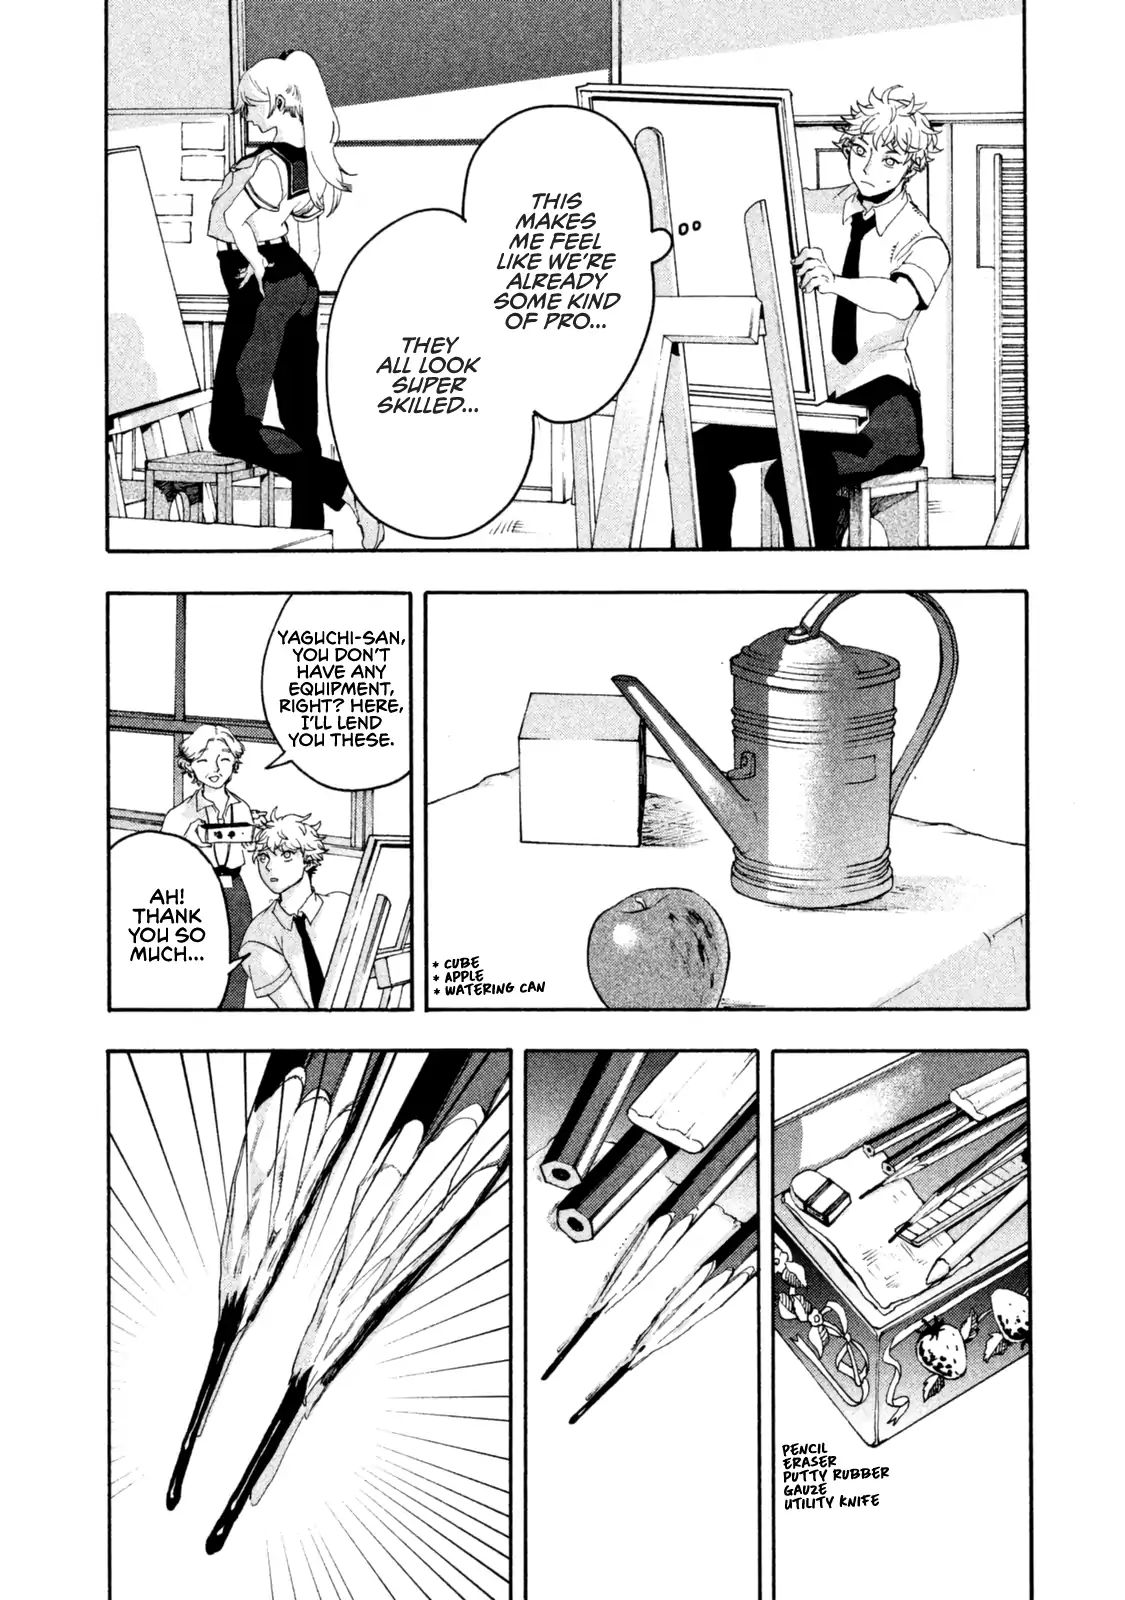 THIS
MAKES
ME FEEL
LIKE WE'RE
ALREADY
SOME KIND
OF PRO...
THEY
ALL LOOK
SUPER
SKILLED...
* CUBE
* APPLE
* WATERING CAN
YAGUCHI-SAN,
YOU DON'T
HAVE ANY
EQUIPMENT,
RIGHT? HERE,
I'LL LEND
YOU THESE.
AH!
THANK
YOU SO
MUCH...
PENCIL
ERASER
PUTTY RUBBER
GAUZE
UTILITY KNIFE